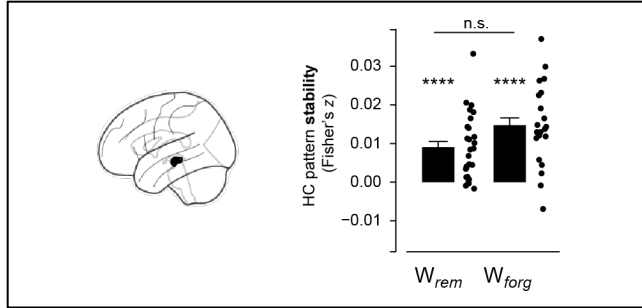 n.s.
HC pattern stability
(Fisher's z)
0.03
0.02
0.01
0.00
−0.01
****
****
W_rem
W_forg